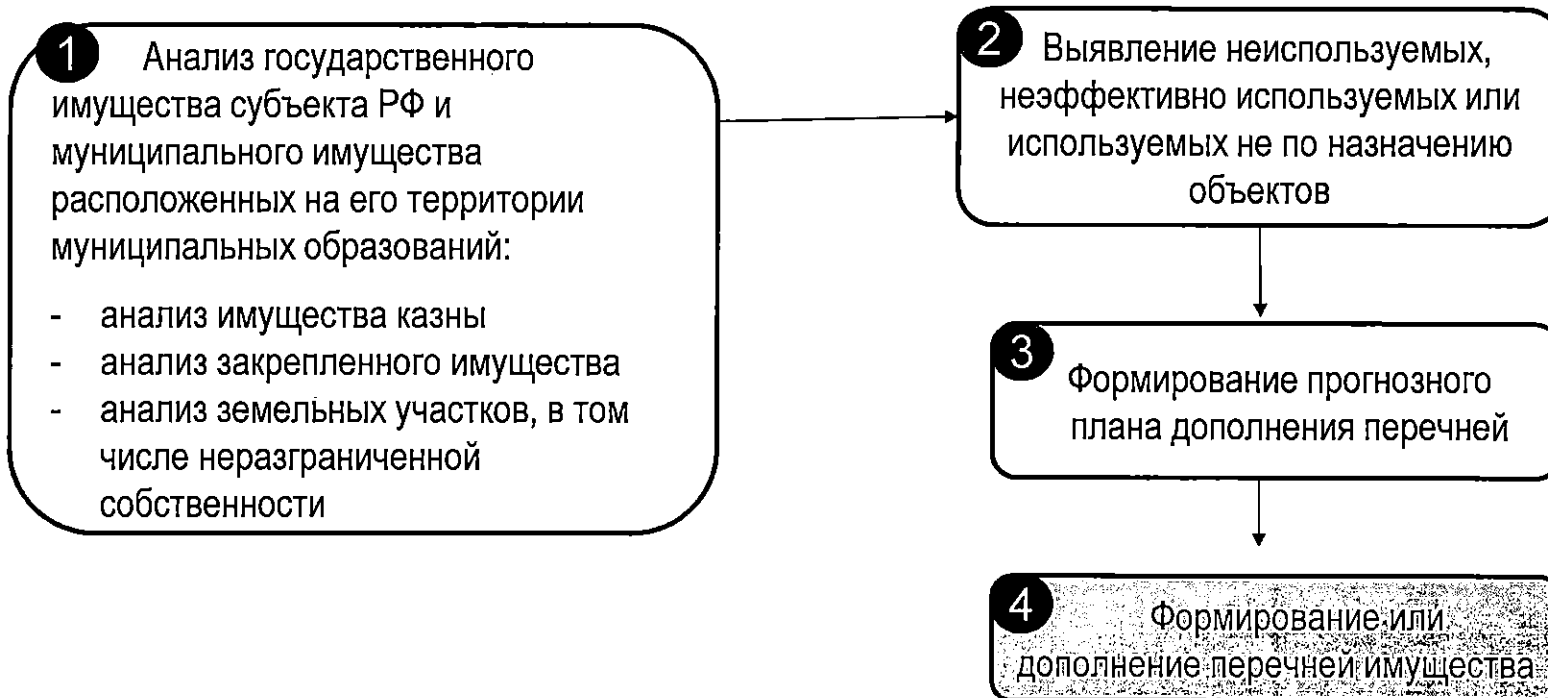 1
Анализ государственного
имущества субъекта РФ и
муниципального имущества
расположенных на его территории
муниципальных образований:
- анализ имущества казны
- анализ закрепленного имущества
- анализ земельных участков, в том
числе неразграниченной
собственности
2
Выявление неиспользуемых,
неэффективно используемых или
используемых не по назначению
объектов
3
Формирование прогнозного
плана дополнения перечней
4
Формирование или
дополнение перечней имущества